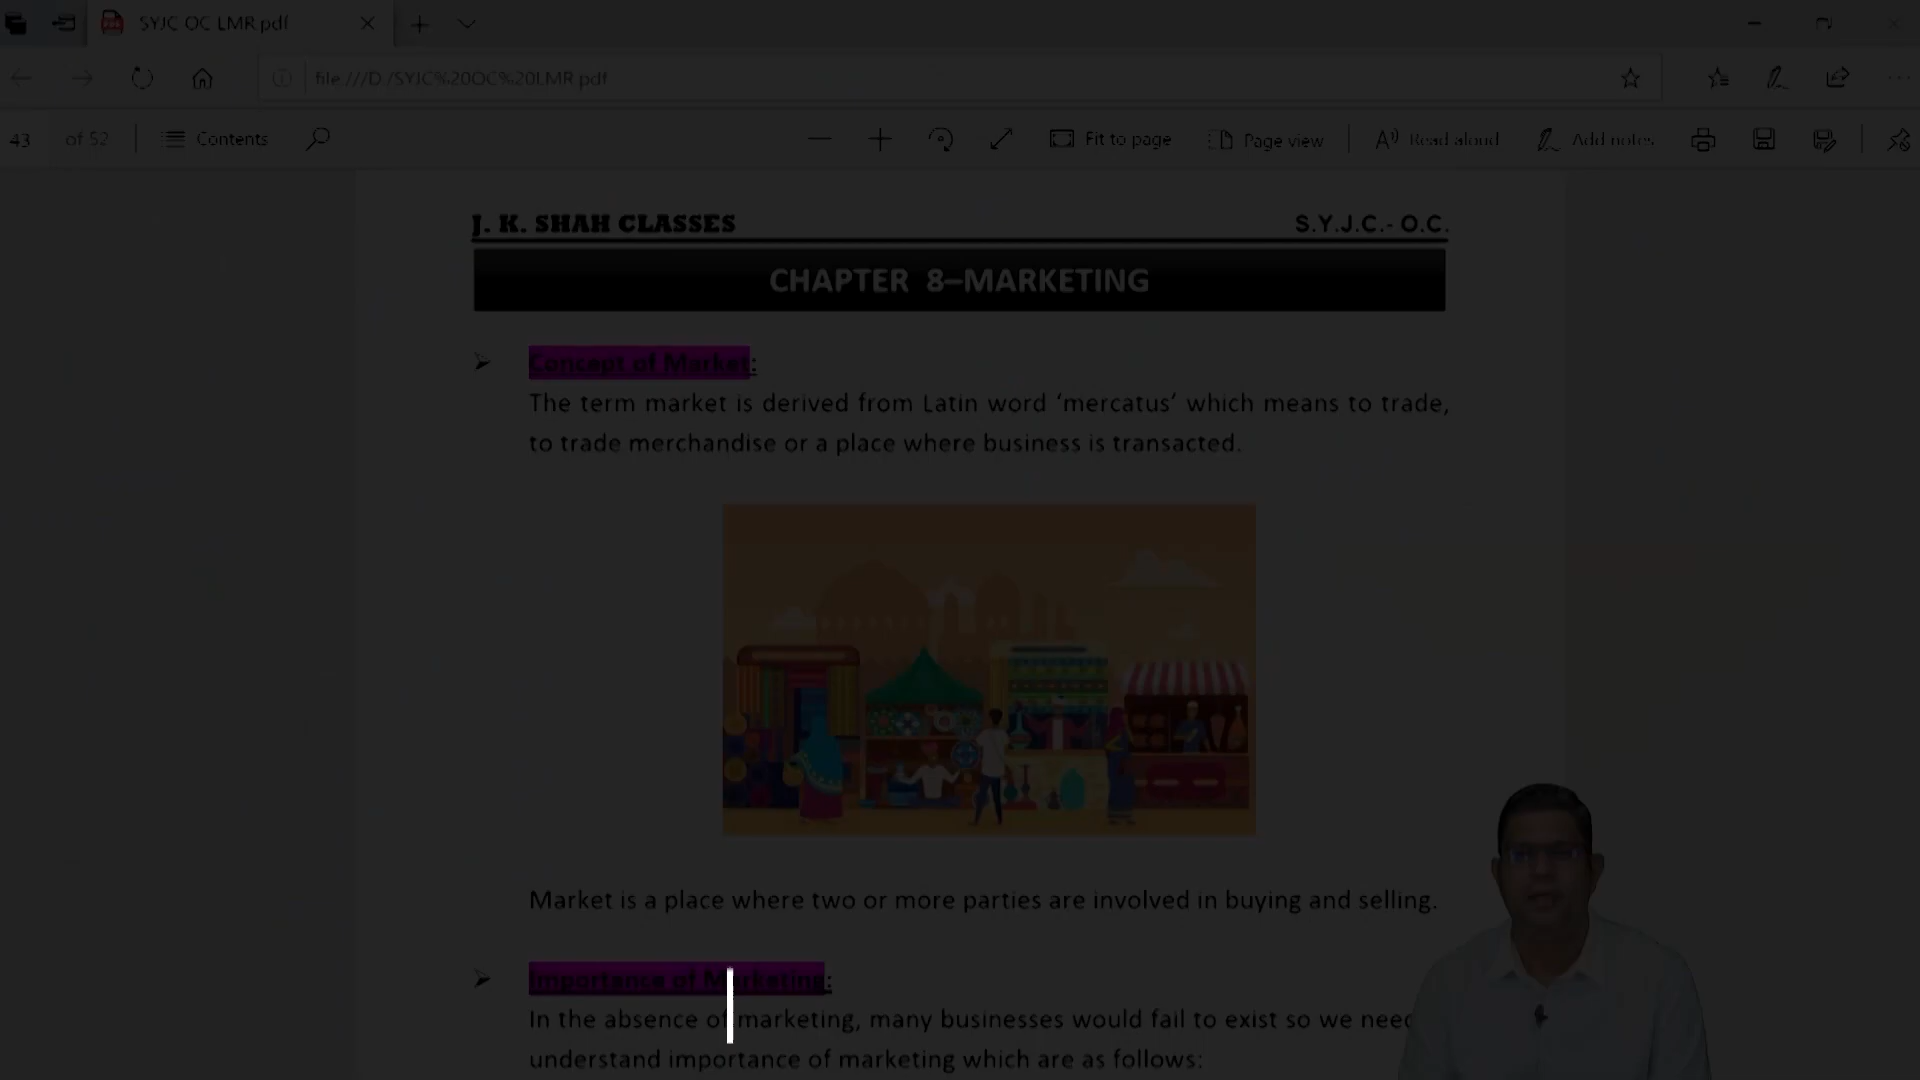 SYJC OC LMR.pdf
file:///D:/SYJC%20OC%20LMR.pdf
43 of 52 Contents Fit to page Page view Read aloud Add notes
J. K. SHAH CLASSES S.Y.J.C.- O.C.
CHAPTER 8–MARKETING
Concept of Market:
The term market is derived from Latin word ‘mercatus’ which means to trade,
to trade merchandise or a place where business is transacted.
Market is a place where two or more parties are involved in buying and selling.
Importance of Marketing:
In the absence of marketing, many businesses would fail to exist so we need
understand importance of marketing which are as follows: